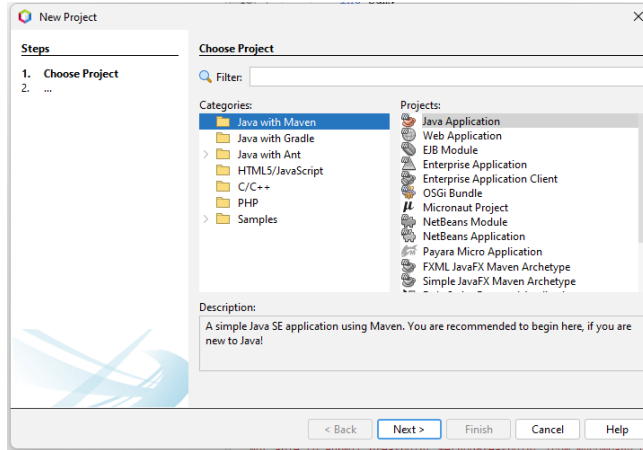 New Project
Steps
1. Choose Project
2. ...
Choose Project
Filter:
Categories:
Java with Maven
Java with Gradle
Java with Ant
HTML5/JavaScript
C/C++
PHP
Samples
Projects:
Java Application
Web Application
EJB Module
Enterprise Application
Enterprise Application Client
OSGi Bundle
Micronaut Project
NetBeans Module
NetBeans Application
Payara Micro Application
FXML JavaFX Maven Archetype
Simple JavaFX Maven Archetype
Description:
A simple Java SE application using Maven. You are recommended to begin here, if you are
new to Java!
< Back
Next >
Finish
Cancel
Help